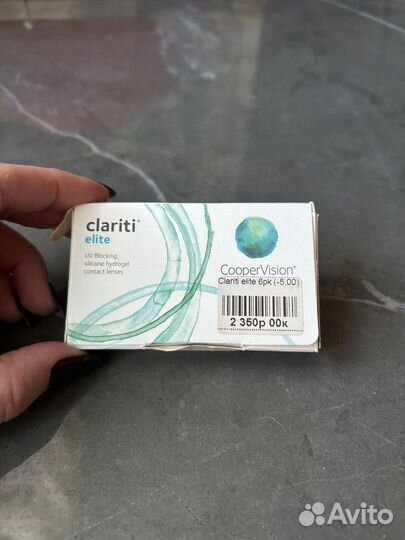 clariti®
elite
UV Blocking
silicone hydrogel
contact lenses
CooperVision®
Clariti elite 6pk (-5,00)
2 350р 00к
Avito